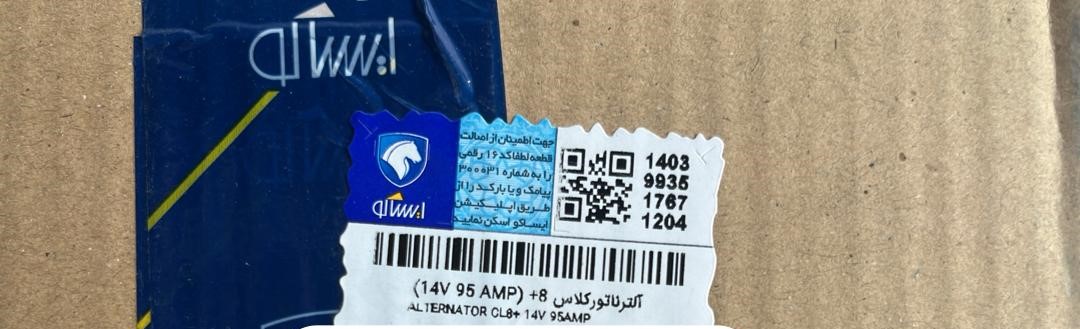 ایساکو
ایساکو
جهت اطمینان از اصالت
قطعه لطفا کد ۱۶ رقمی
را به شماره ۳۰۰۰۳۱
پیامک و یا بارکد را از
طریق اپلیکیشن
ایساکو اسکن نمایید
1403
9935
1767
1204
آلترناتور کلاس 8+ (14V 95 AMP)
ALTERNATOR CL8+ 14V 95AMP